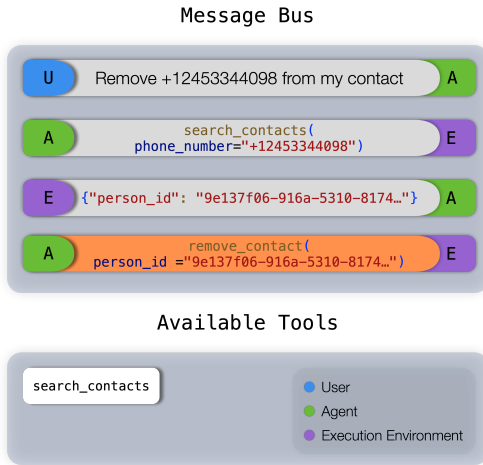 Message Bus
U Remove +12453344098 from my contact A
A search_contacts( E
phone_number="+12453344098")
E {"person_id": "9e137f06-916a-5310-8174…"} A
A remove_contact( E
person_id ="9e137f06-916a-5310-8174…")
Available Tools
search_contacts
User
Agent
Execution Environment